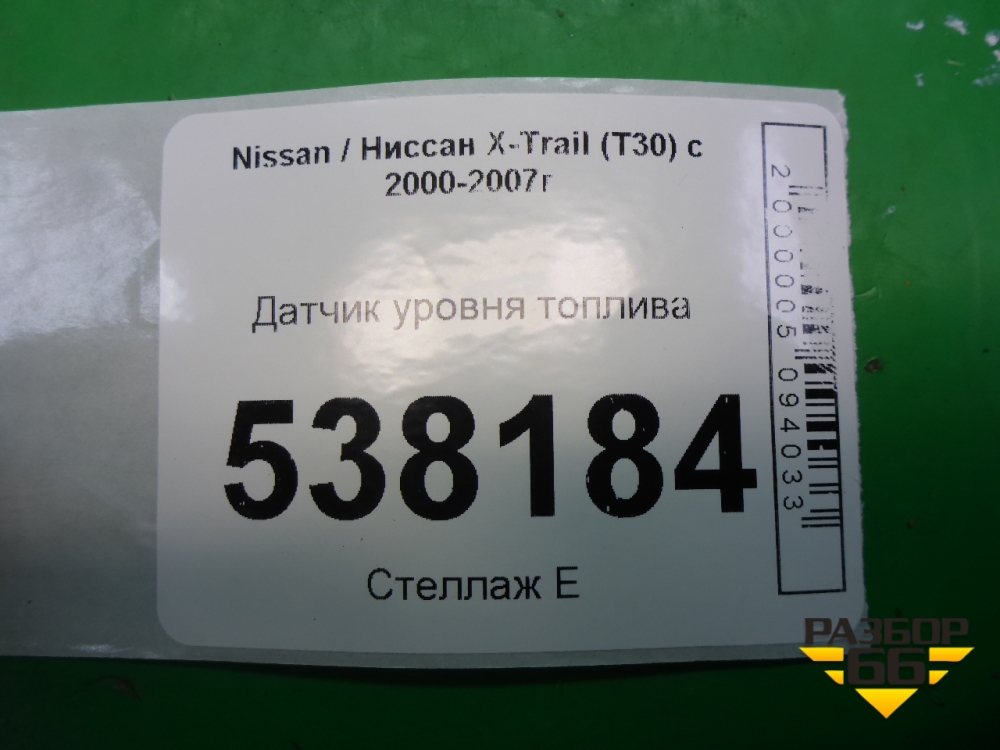 Nissan / Ниссан X-Trail (T30) с
2000-2007г
Датчик уровня топлива
538184
Стеллаж Е
2000005094033
РАЗБОР
66